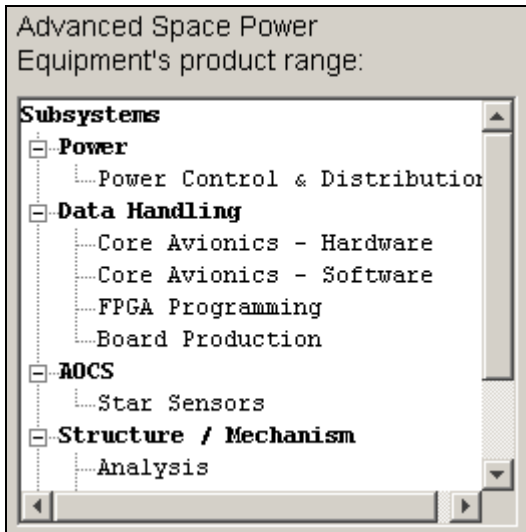 Advanced Space Power
Equipment's product range:
Subsystems
Power
Power Control & Distribution
Data Handling
Core Avionics - Hardware
Core Avionics - Software
FPGA Programming
Board Production
AOCS
Star Sensors
Structure / Mechanism
Analysis